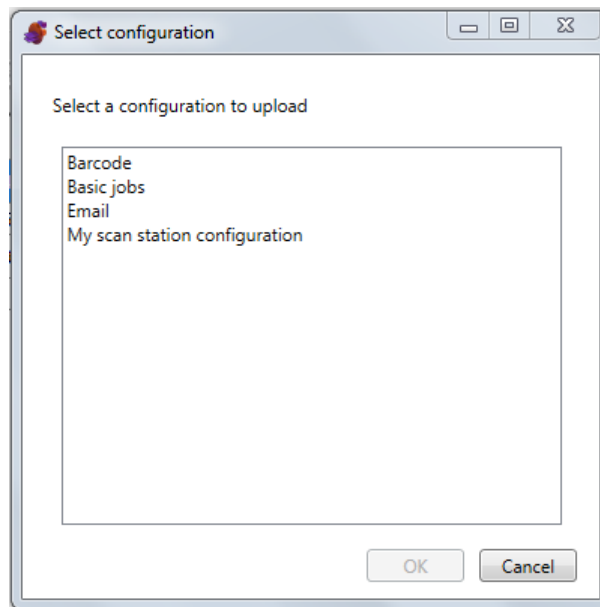 Select configuration
Select a configuration to upload
Barcode
Basic jobs
Email
My scan station configuration
OK
Cancel